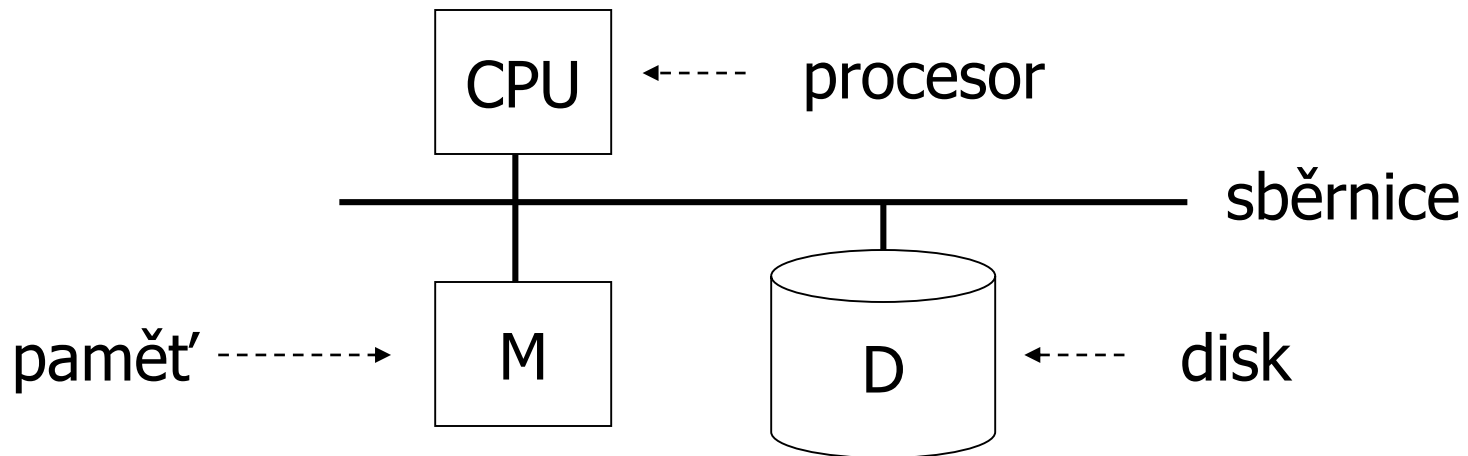 CPU
procesor
sběrnice
paměť
M
D
disk